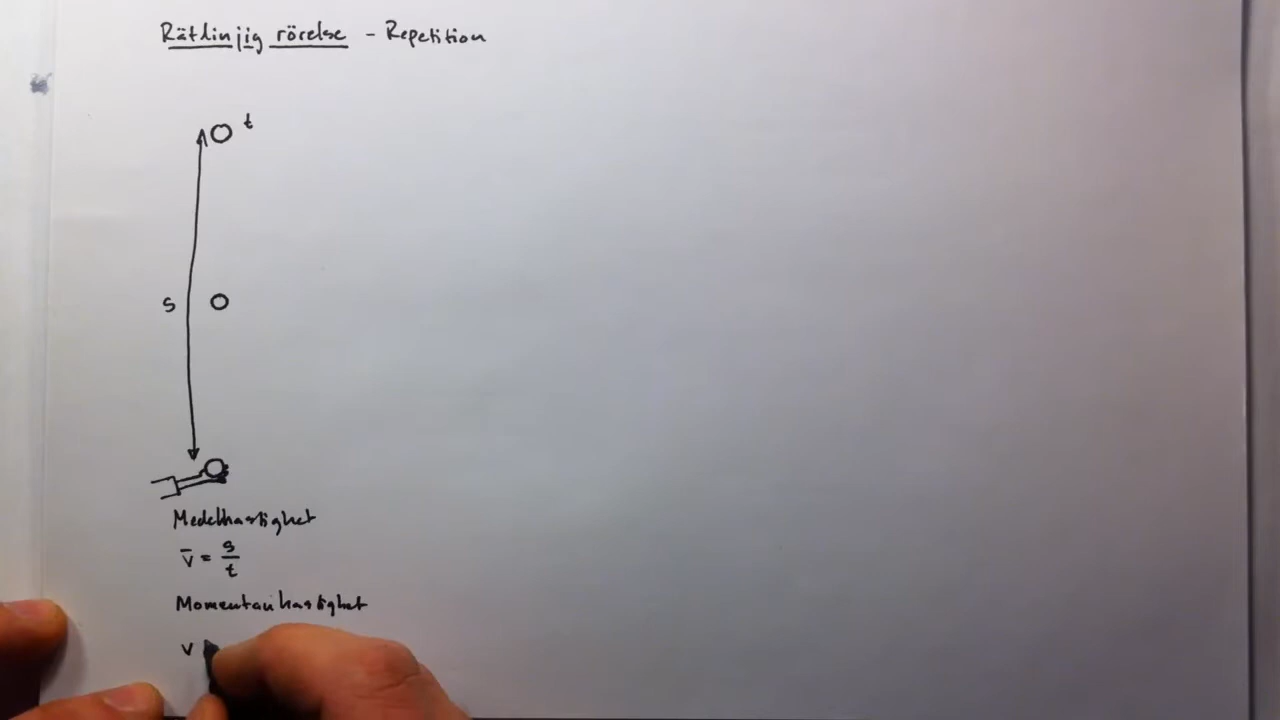 Rätlinjig rörelse - Repetition
t
s
Medelhastighet
v̄ = s/t
Momentanhastighet
v